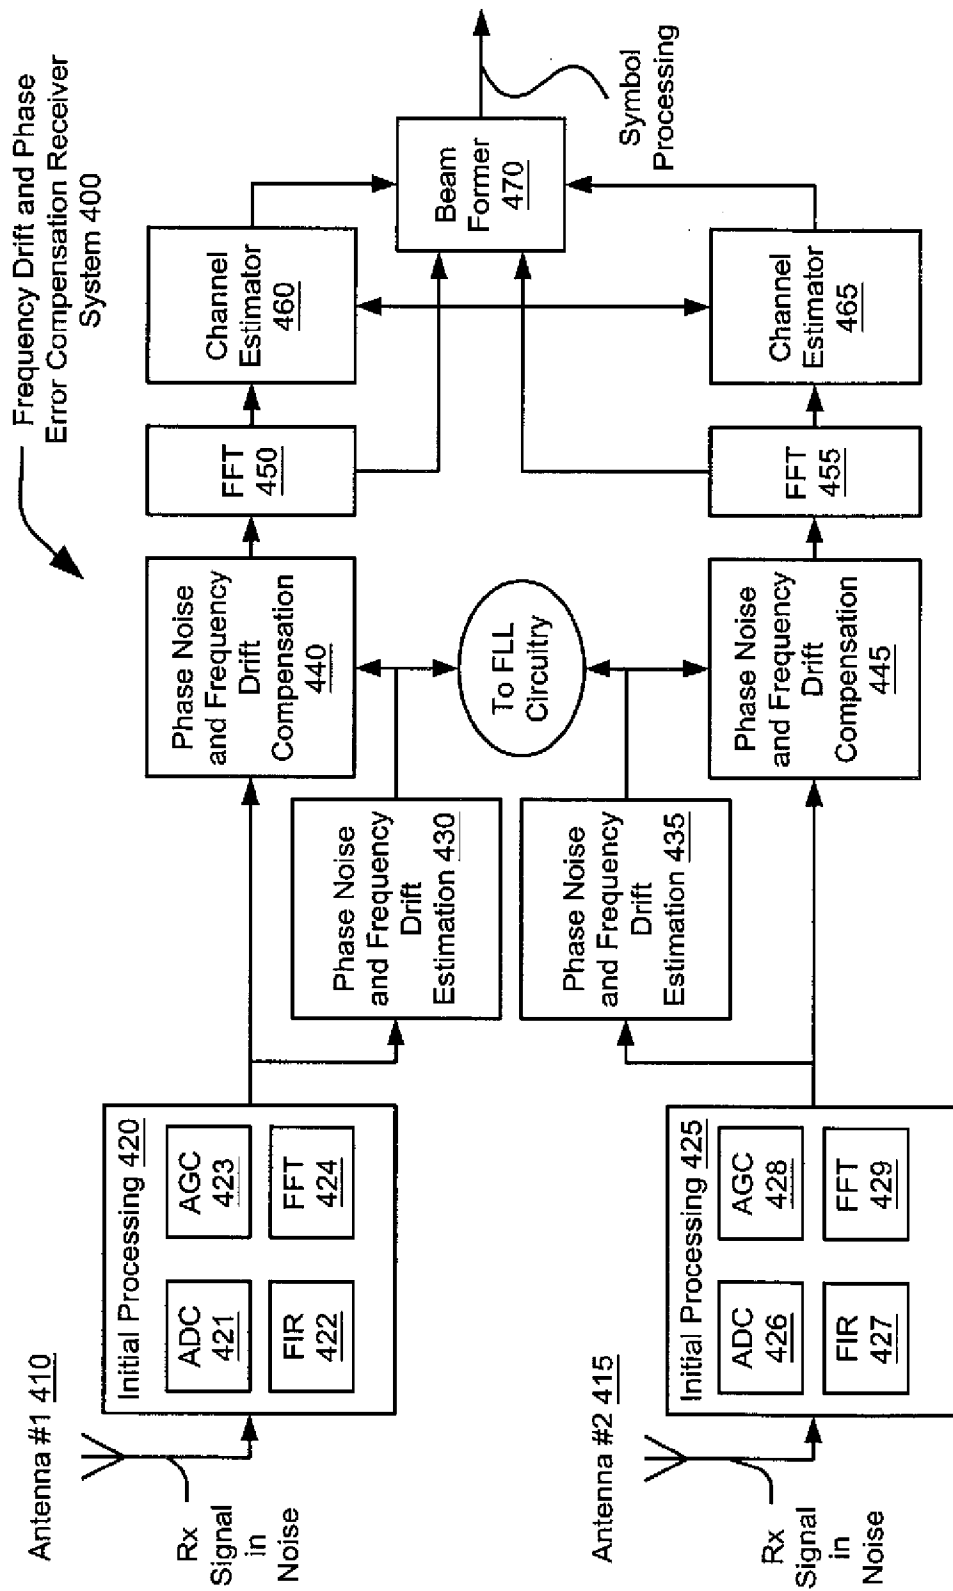 Frequency Drift and Phase
Error Compensation Receiver
System 400
Antenna #1 410
Rx
Signal
in
Noise
Initial Processing 420
ADC
421
AGC
423
FIR
422
FFT
424
Phase Noise
and Frequency
Drift
Estimation 430
Phase Noise
and Frequency
Drift
Compensation
440
FFT
450
Channel
Estimator
460
Beam
Former
470
Symbol
Processing
To FLL
Circuitry
Antenna #2 415
Rx
Signal
in
Noise
Initial Processing 425
ADC
426
AGC
428
FIR
427
FFT
429
Phase Noise
and Frequency
Drift
Estimation 435
Phase Noise
and Frequency
Drift
Compensation
445
FFT
455
Channel
Estimator
465